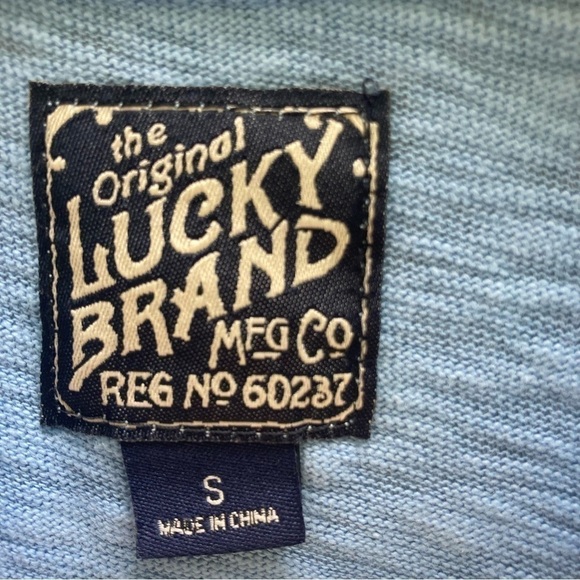 the
Original
LUCKY
BRAND
MFG CO
REG NO 60237
S
MADE IN CHINA